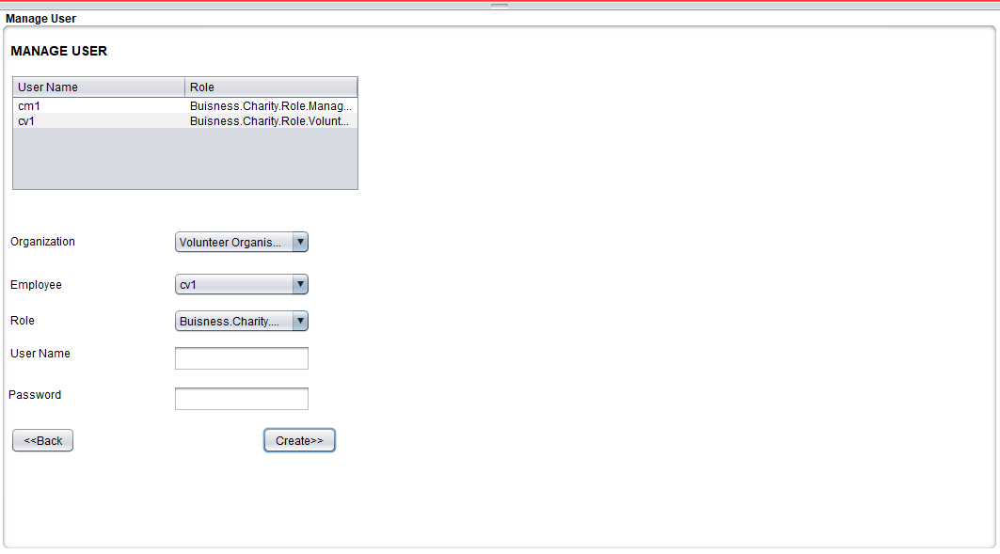 Manage User
MANAGE USER
User Name Role
cm1 Buisness.Charity.Role.Manag...
cv1 Buisness.Charity.Role.Volunt...
Organization Volunteer Organis...
Employee cv1
Role Buisness.Charity....
User Name
Password
<<Back Create>>